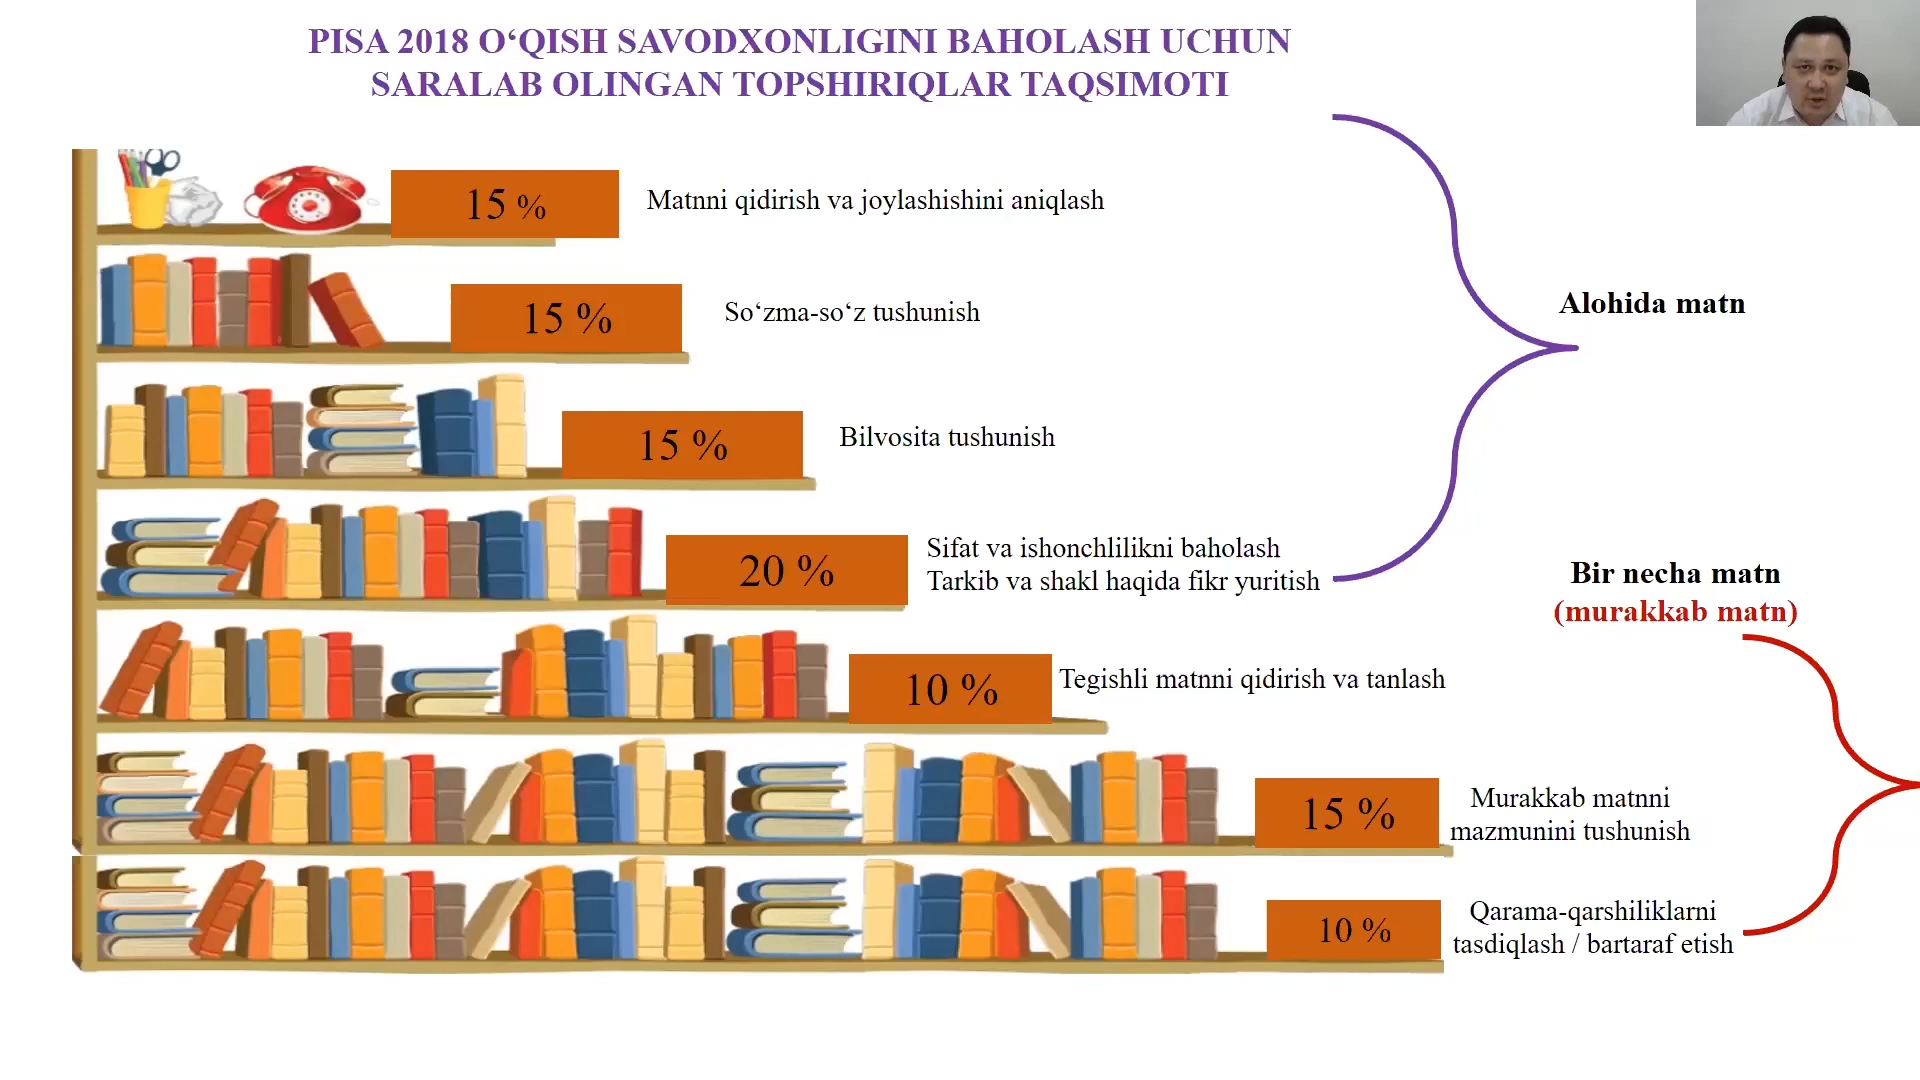 PISA 2018 O‘QISH SAVODXONLIGINI BAHOLASH UCHUN
SARALAB OLINGAN TOPSHIRIQLAR TAQSIMOTI
15 %
Matnni qidirish va joylashishini aniqlash
15 %
So‘zma-so‘z tushunish
Alohida matn
15 %
Bilvosita tushunish
20 %
Sifat va ishonchlilikni baholash
Tarkib va shakl haqida fikr yuritish
Bir necha matn
(murakkab matn)
10 %
Tegishli matnni qidirish va tanlash
15 %
Murakkab matnni
mazmunini tushunish
10 %
Qarama-qarshiliklarni
tasdiqlash / bartaraf etish